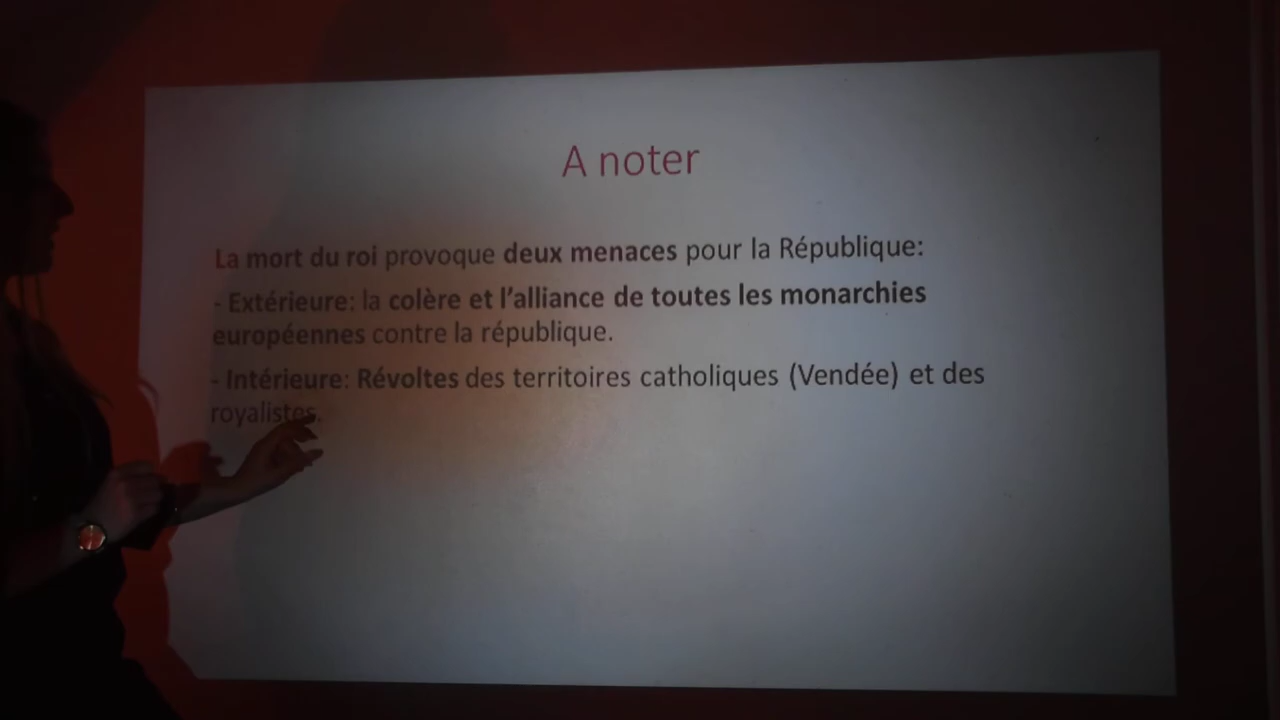 A noter
La mort du roi provoque deux menaces pour la République:
- Extérieure: la colère et l'alliance de toutes les monarchies
européennes contre la république.
- Intérieure: Révoltes des territoires catholiques (Vendée) et des
royalistes.